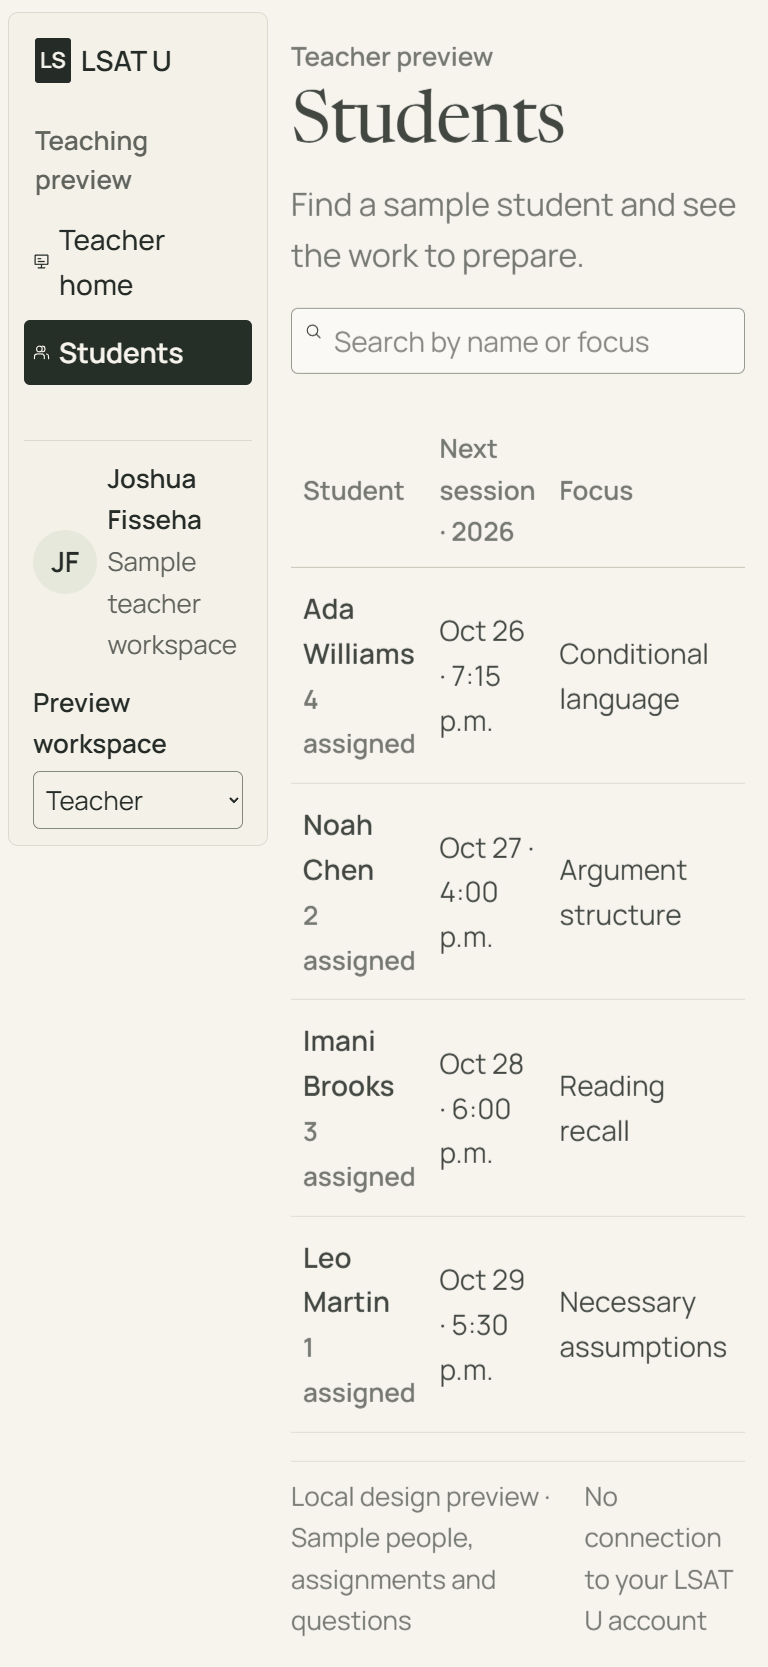 LS LSAT U
Teaching
preview
Teacher
home
Students
JF
Joshua
Fisseha
Sample
teacher
workspace
Preview
workspace
Teacher
Teacher preview
Students
Find a sample student and see
the work to prepare.
Search by name or focus
Student
Next
session
· 2026
Focus
Ada
Williams
4
assigned
Oct 26
· 7:15
p.m.
Conditional
language
Noah
Chen
2
assigned
Oct 27 ·
4:00
p.m.
Argument
structure
Imani
Brooks
3
assigned
Oct 28
· 6:00
p.m.
Reading
recall
Leo
Martin
1
assigned
Oct 29
· 5:30
p.m.
Necessary
assumptions
Local design preview ·
Sample people,
assignments and
questions
No
connection
to your LSAT
U account